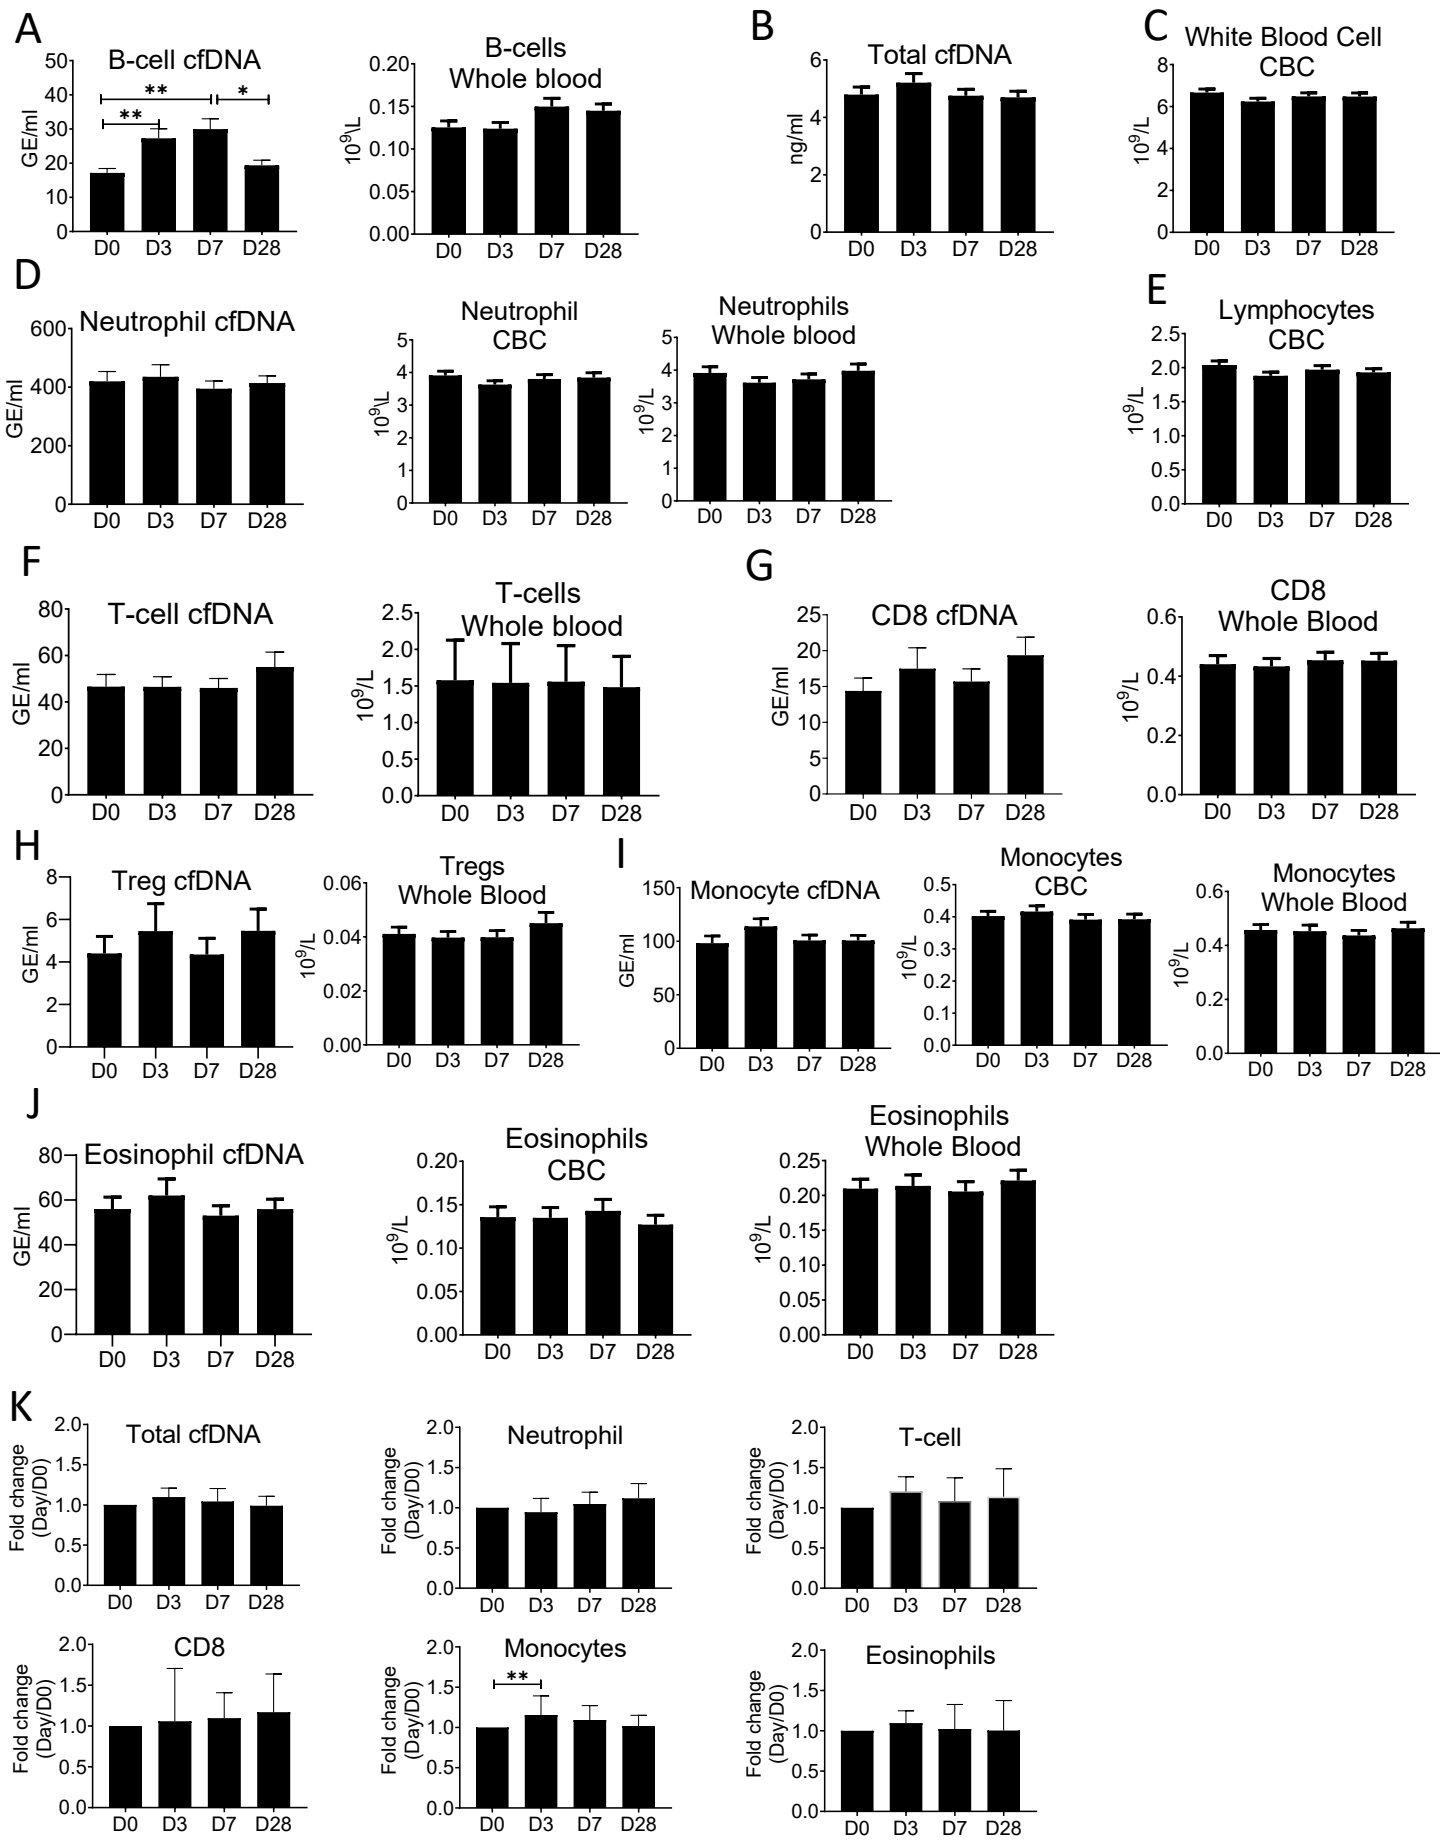 A
B-cell cfDNA
GE/ml
50
40
30
20
10
0
**
*
**
D0 D3 D7 D28
B-cells
Whole blood
10⁹\L
0.20
0.15
0.10
0.05
0.00
D0 D3 D7 D28
B
Total cfDNA
ng/ml
6
4
2
0
D0 D3 D7 D28
C
White Blood Cell
CBC
10⁹/L
8
6
4
2
0
D0 D3 D7 D28
D
Neutrophil cfDNA
GE/ml
600
400
200
0
D0 D3 D7 D28
Neutrophil
CBC
10⁹\L
5
4
3
2
1
0
D0 D3 D7 D28
Neutrophils
Whole blood
10⁹/L
5
4
3
2
1
0
D0 D3 D7 D28
E
Lymphocytes
CBC
10⁹/L
2.5
2.0
1.5
1.0
0.5
0.0
D0 D3 D7 D28
F
T-cell cfDNA
GE/ml
80
60
40
20
0
D0 D3 D7 D28
T-cells
Whole blood
10⁹/L
2.5
2.0
1.5
1.0
0.5
0.0
D0 D3 D7 D28
G
CD8 cfDNA
GE/ml
25
20
15
10
5
0
D0 D3 D7 D28
CD8
Whole Blood
10⁹/L
0.6
0.4
0.2
0.0
D0 D3 D7 D28
H
Treg cfDNA
GE/ml
8
6
4
2
0
D0 D3 D7 D28
Tregs
Whole Blood
10⁹/L
0.06
0.04
0.02
0.00
D0 D3 D7 D28
I
Monocyte cfDNA
GE/ml
150
100
50
0
D0 D3 D7 D28
Monocytes
CBC
10⁹/L
0.5
0.4
0.3
0.2
0.1
0.0
D0 D3 D7 D28
Monocytes
Whole Blood
10⁹/L
0.6
0.4
0.2
0.0
D0 D3 D7 D28
J
Eosinophil cfDNA
GE/ml
80
60
40
20
0
D0 D3 D7 D28
Eosinophils
CBC
10⁹/L
0.20
0.15
0.10
0.05
0.00
D0 D3 D7 D28
Eosinophils
Whole Blood
10⁹/L
0.25
0.20
0.15
0.10
0.05
0.00
D0 D3 D7 D28
K
Total cfDNA
Fold change
(Day/D0)
2.0
1.5
1.0
0.5
0.0
D0 D3 D7 D28
Neutrophil
Fold change
(Day/D0)
2.0
1.5
1.0
0.5
0.0
D0 D3 D7 D28
T-cell
Fold change
(Day/D0)
2.0
1.5
1.0
0.5
0.0
D0 D3 D7 D28
CD8
Fold change
(Day/D0)
2.0
1.5
1.0
0.5
0.0
D0 D3 D7 D28
Monocytes
Fold change
(Day/D0)
2.0
1.5
1.0
0.5
0.0
**
D0 D3 D7 D28
Eosinophils
Fold change
(Day/D0)
2.0
1.5
1.0
0.5
0.0
D0 D3 D7 D28